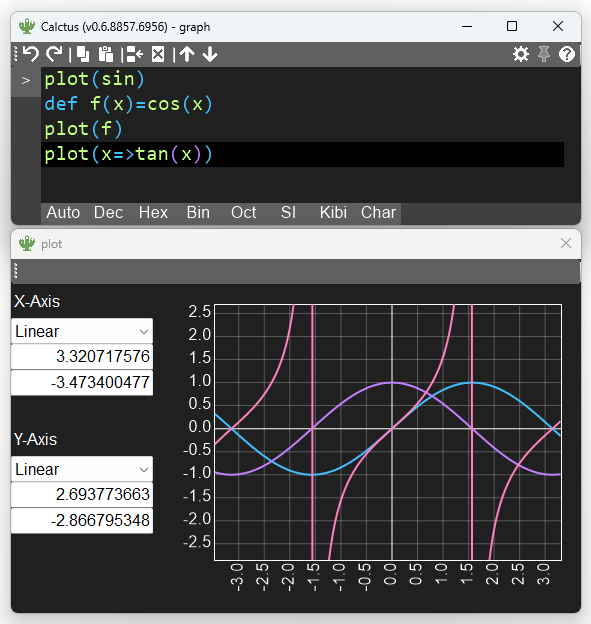 Calctus (v0.6.8857.6956) - graph
> plot(sin)
def f(x)=cos(x)
plot(f)
plot(x=>tan(x))
Auto Dec Hex Bin Oct SI Kibi Char
plot
X-Axis
Linear
3.320717576
-3.473400477
Y-Axis
Linear
2.693773663
-2.866795348
2.5
2.0
1.5
1.0
0.5
0.0
-0.5
-1.0
-1.5
-2.0
-2.5
-3.0 -2.5 -2.0 -1.5 -1.0 -0.5 0.0 0.5 1.0 1.5 2.0 2.5 3.0